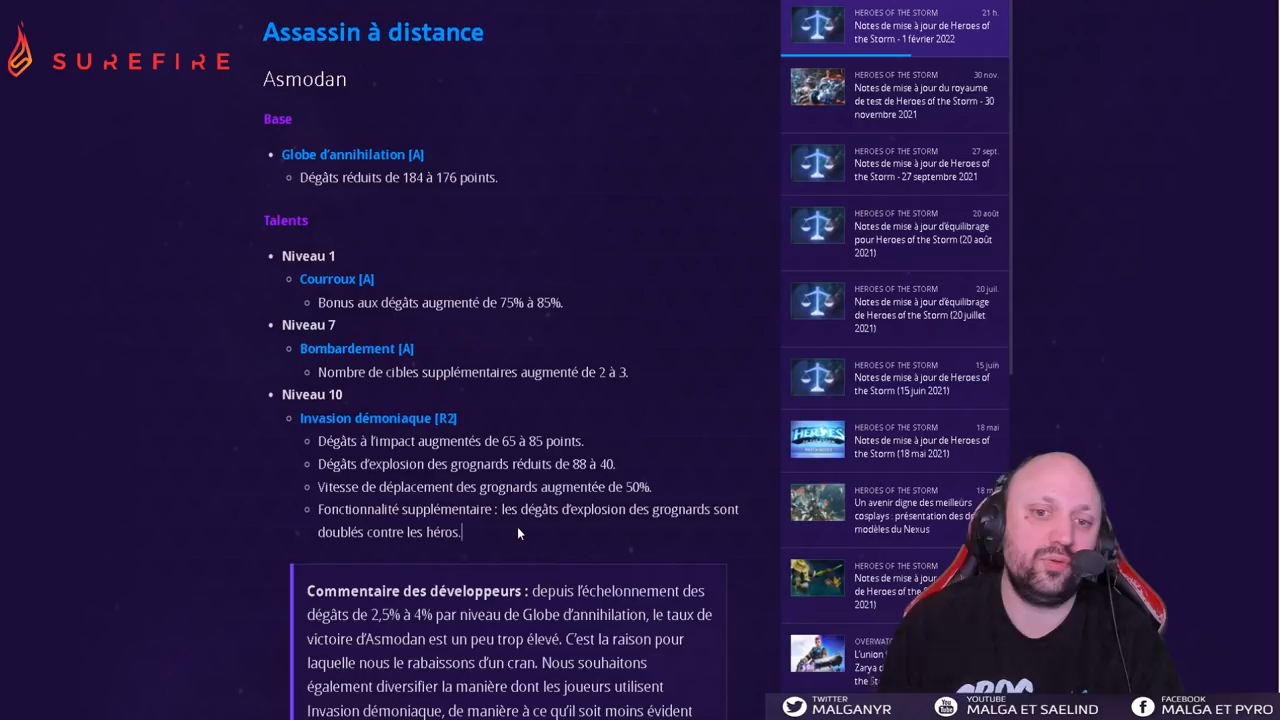 SUREFIRE
Assassin à distance
Asmodan
Base
Globe d'annihilation [A]
Dégâts réduits de 184 à 176 points.
Talents
Niveau 1
Courroux [A]
Bonus aux dégâts augmenté de 75% à 85%.
Niveau 7
Bombardement [A]
Nombre de cibles supplémentaires augmenté de 2 à 3.
Niveau 10
Invasion démoniaque [R2]
Dégâts à l'impact augmentés de 65 à 85 points.
Dégâts d'explosion des grognards réduits de 88 à 40.
Vitesse de déplacement des grognards augmentée de 50%.
Fonctionnalité supplémentaire : les dégâts d'explosion des grognards sont
doublés contre les héros.
Commentaire des développeurs : depuis l'échelonnement des
dégâts de 2,5% à 4% par niveau de Globe d'annihilation, le taux de
victoire d'Asmodan est un peu trop élevé. C'est la raison pour
laquelle nous le rabaissons d'un cran. Nous souhaitons
également diversifier la manière dont les joueurs utilisent
Invasion démoniaque, de manière à ce qu'il soit moins évident
HEROES OF THE STORM 21 h.
Notes de mise à jour de Heroes of
the Storm - 1 février 2022
HEROES OF THE STORM 30 nov.
Notes de mise à jour du royaume
de test de Heroes of the Storm - 30
novembre 2021
HEROES OF THE STORM 27 sept.
Notes de mise à jour de Heroes of
the Storm - 27 septembre 2021
HEROES OF THE STORM 20 août
Notes de mise à jour d'équilibrage
pour Heroes of the Storm (20 août
2021)
HEROES OF THE STORM 20 juil.
Notes de mise à jour d'équilibrage
de Heroes of the Storm (20 juillet
2021)
HEROES OF THE STORM 15 juin
Notes de mise à jour de Heroes of
the Storm (15 juin 2021)
HEROES OF THE STORM 18 mai
Notes de mise à jour de Heroes of
the Storm (18 mai 2021)
HEROES OF THE STORM 18
Un avenir digne des meilleurs
cosplays : présentation des
modèles du Nexus
HEROES OF THE STORM
Notes de mise à jour
de Heroes of
2021)
L'union
Zarya
the
TWITTER
MALGANYR
YOUTUBE
MALGA ET SAELIND
FACEBOOK
MALGA ET PYRO